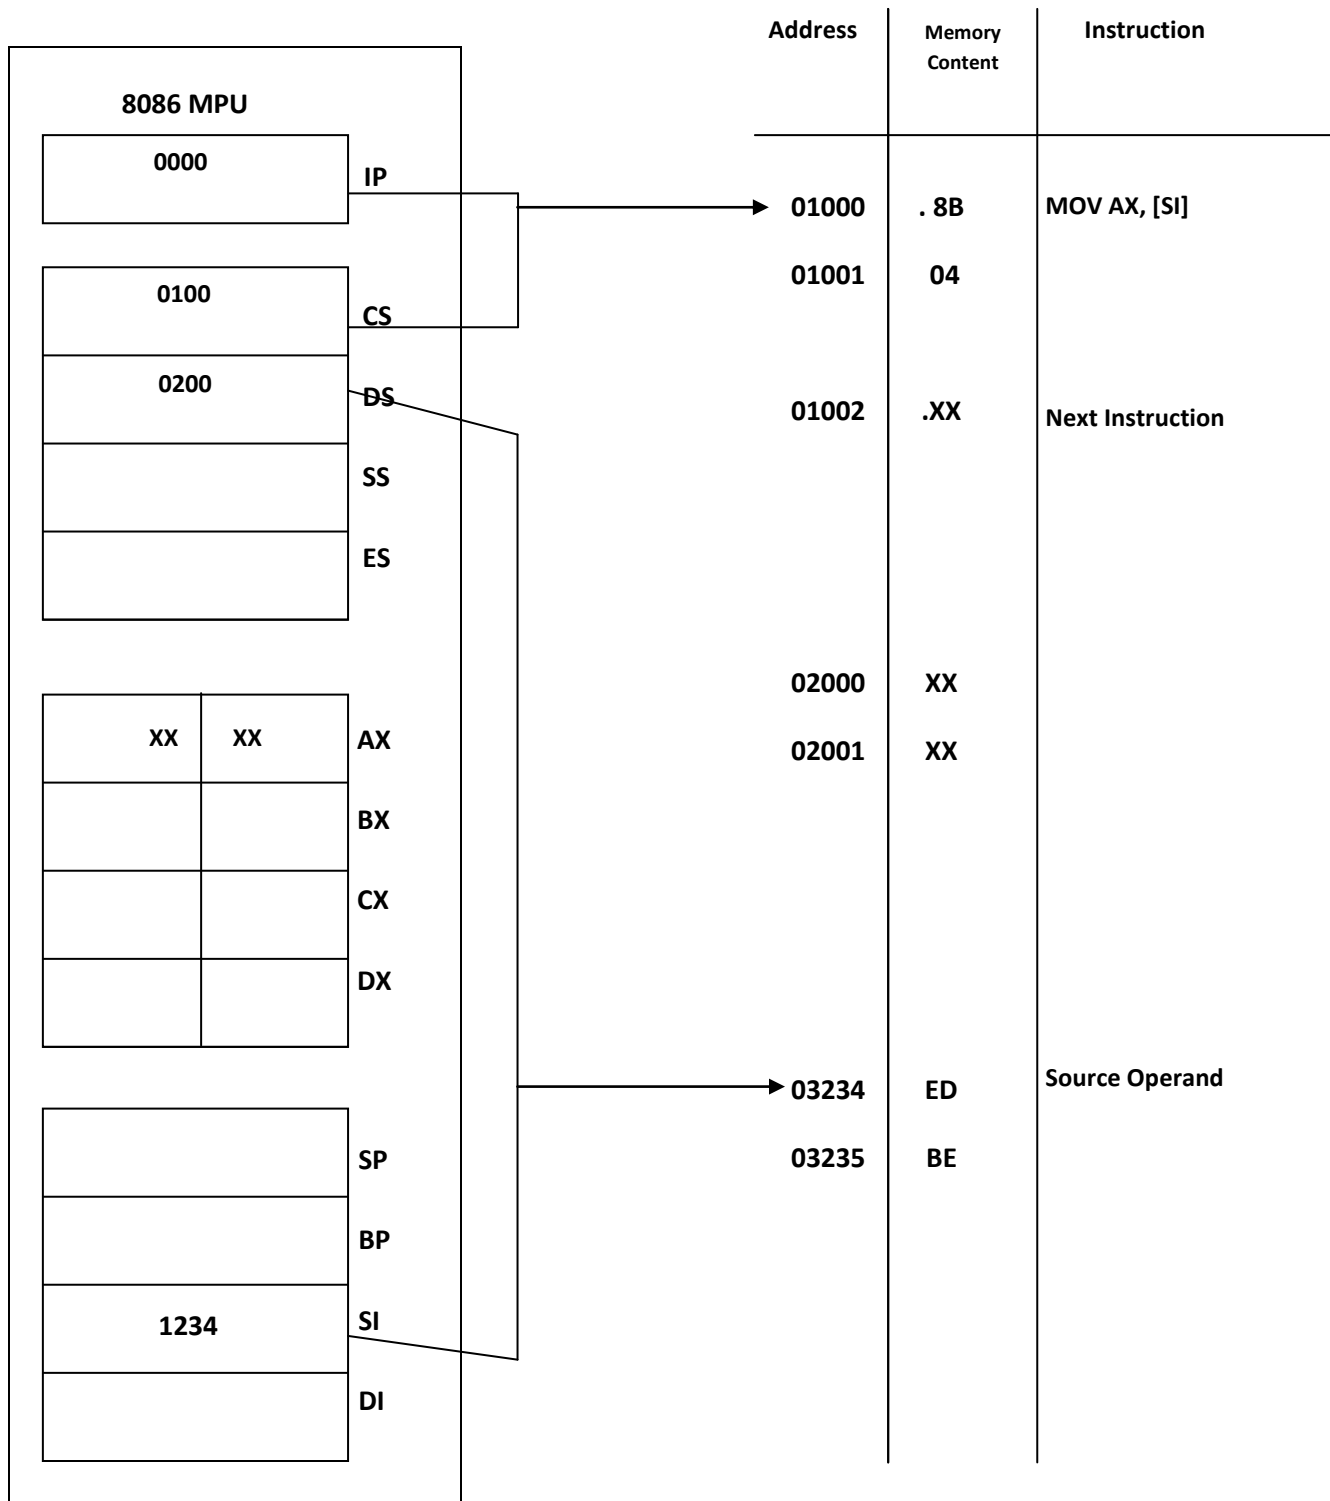 Address Memory Content Instruction
8086 MPU
0000 IP
01000 . 8B MOV AX, [SI]
01001 04
0100 CS
0200 DS
01002 .XX Next Instruction
SS
ES
02000 XX
XX XX AX
02001 XX
BX
CX
DX
03234 ED Source Operand
03235 BE
SP
BP
1234 SI
DI